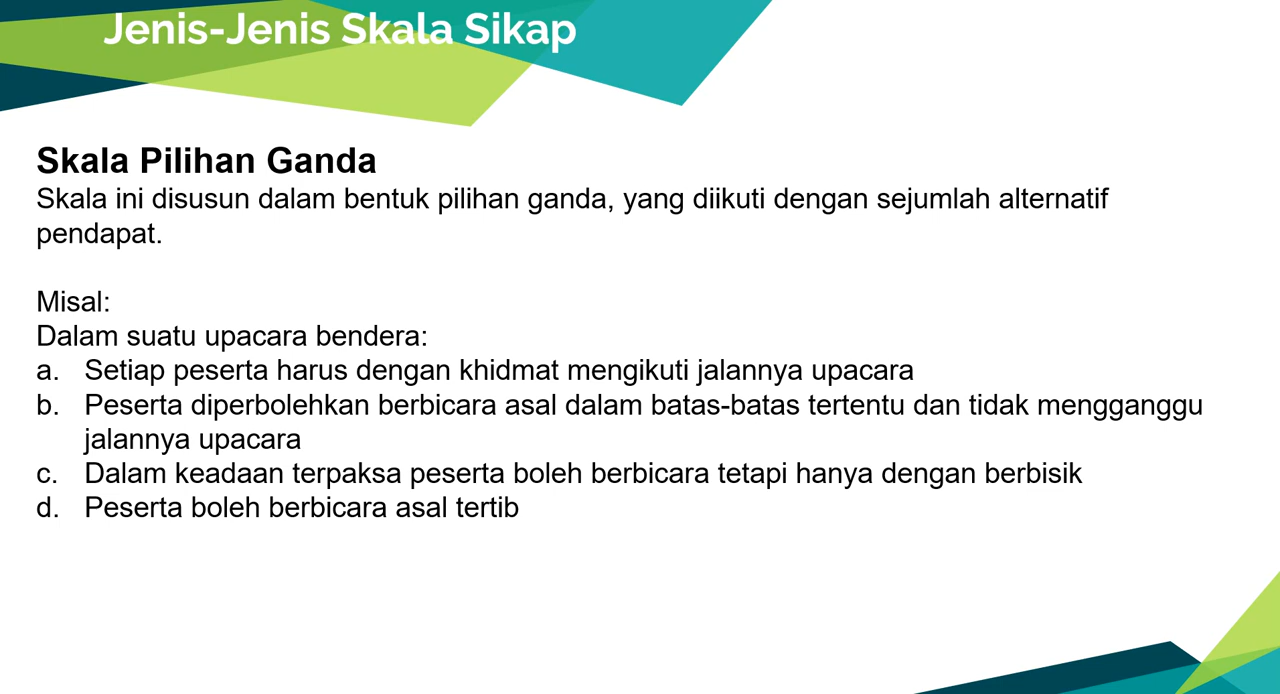 Jenis-Jenis Skala Sikap
Skala Pilihan Ganda
Skala ini disusun dalam bentuk pilihan ganda, yang diikuti dengan sejumlah alternatif
pendapat.
Misal:
Dalam suatu upacara bendera:
a. Setiap peserta harus dengan khidmat mengikuti jalannya upacara
b. Peserta diperbolehkan berbicara asal dalam batas-batas tertentu dan tidak mengganggu
jalannya upacara
c. Dalam keadaan terpaksa peserta boleh berbicara tetapi hanya dengan berbisik
d. Peserta boleh berbicara asal tertib